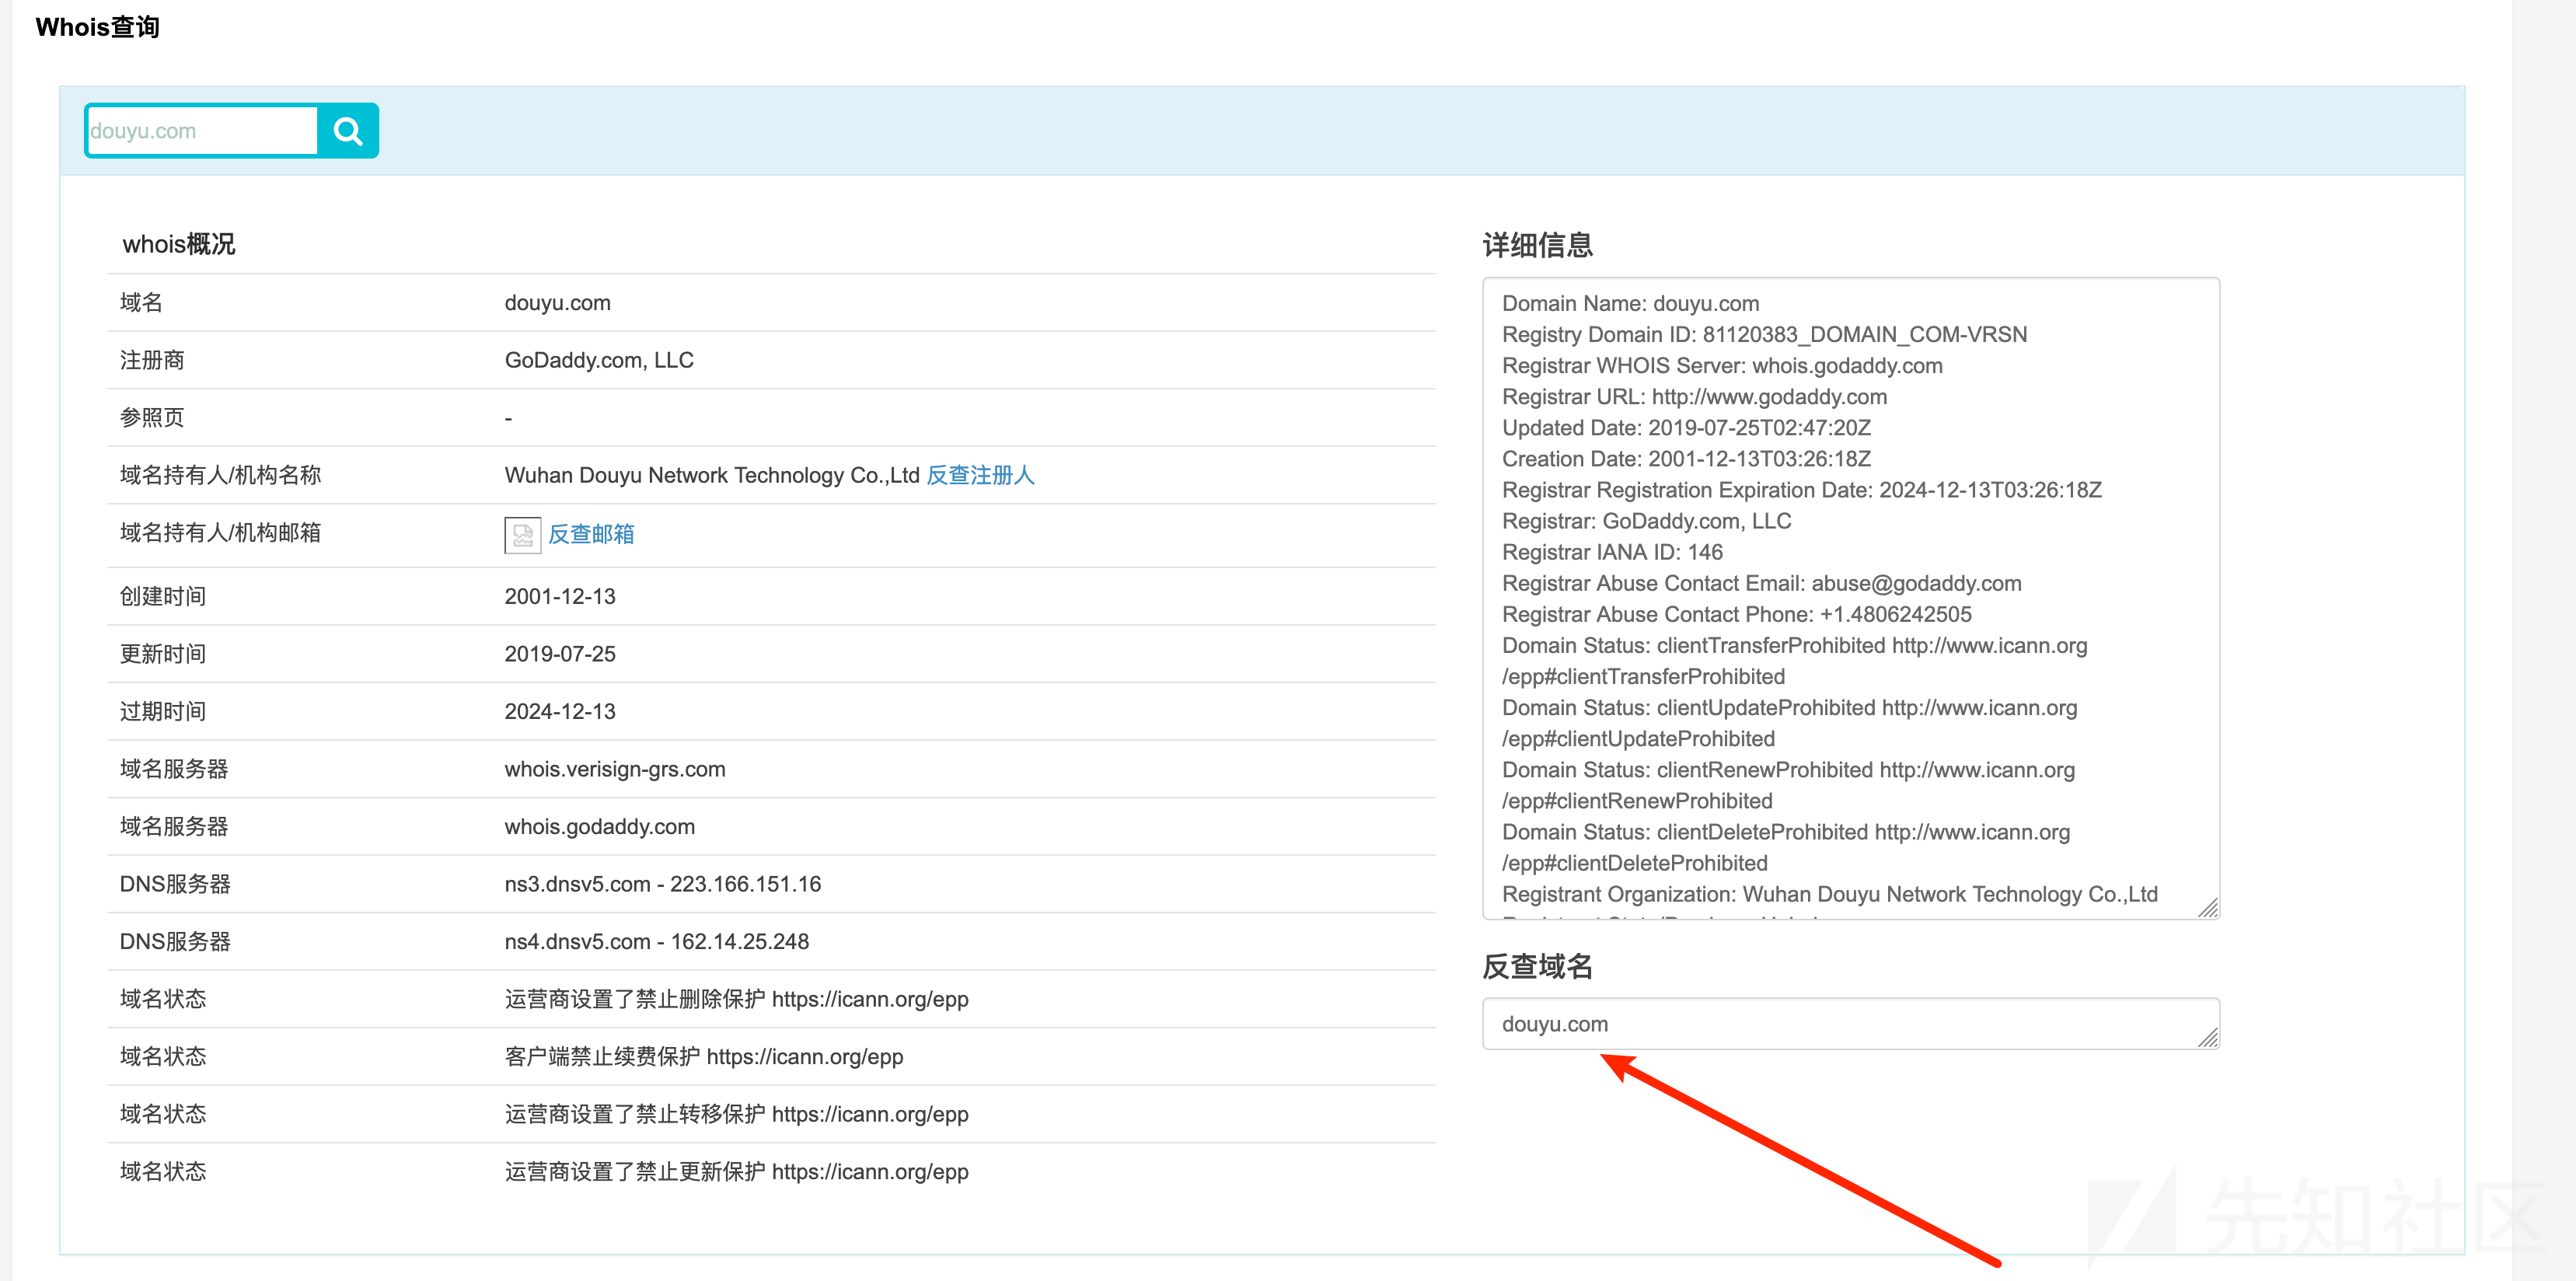 Whois查询
douyu.com
whois概况
域名 douyu.com
注册商 GoDaddy.com, LLC
参照页 -
域名持有人/机构名称 Wuhan Douyu Network Technology Co.,Ltd 反查注册人
域名持有人/机构邮箱 反查邮箱
创建时间 2001-12-13
更新时间 2019-07-25
过期时间 2024-12-13
域名服务器 whois.verisign-grs.com
域名服务器 whois.godaddy.com
DNS服务器 ns3.dnsv5.com - 223.166.151.16
DNS服务器 ns4.dnsv5.com - 162.14.25.248
域名状态 运营商设置了禁止删除保护 https://icann.org/epp
域名状态 客户端禁止续费保护 https://icann.org/epp
域名状态 运营商设置了禁止转移保护 https://icann.org/epp
域名状态 运营商设置了禁止更新保护 https://icann.org/epp
详细信息
Domain Name: douyu.com
Registry Domain ID: 81120383_DOMAIN_COM-VRSN
Registrar WHOIS Server: whois.godaddy.com
Registrar URL: http://www.godaddy.com
Updated Date: 2019-07-25T02:47:20Z
Creation Date: 2001-12-13T03:26:18Z
Registrar Registration Expiration Date: 2024-12-13T03:26:18Z
Registrar: GoDaddy.com, LLC
Registrar IANA ID: 146
Registrar Abuse Contact Email: abuse@godaddy.com
Registrar Abuse Contact Phone: +1.4806242505
Domain Status: clientTransferProhibited http://www.icann.org
/epp#clientTransferProhibited
Domain Status: clientUpdateProhibited http://www.icann.org
/epp#clientUpdateProhibited
Domain Status: clientRenewProhibited http://www.icann.org
/epp#clientRenewProhibited
Domain Status: clientDeleteProhibited http://www.icann.org
/epp#clientDeleteProhibited
Registrant Organization: Wuhan Douyu Network Technology Co.,Ltd
反查域名
douyu.com
先知社区